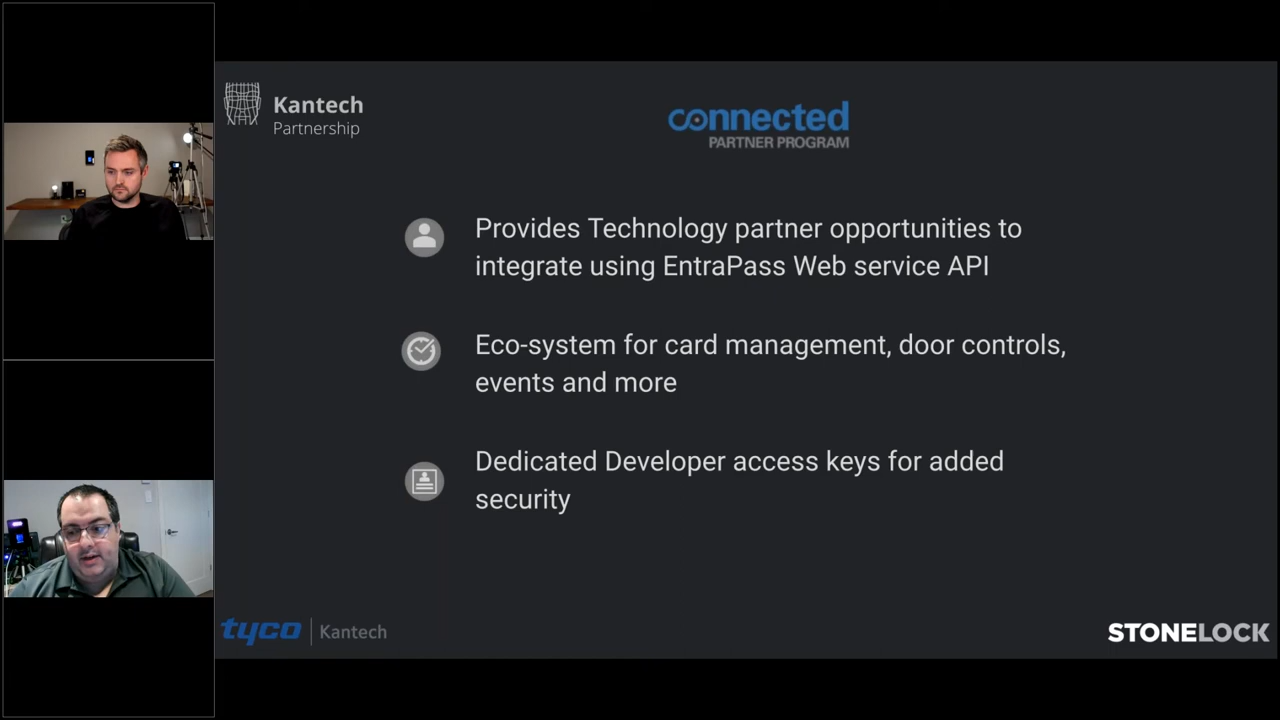 Kantech
Partnership
connected
PARTNER PROGRAM
Provides Technology partner opportunities to
integrate using EntraPass Web service API
Eco-system for card management, door controls,
events and more
Dedicated Developer access keys for added
security
tyco | Kantech
STONELOCK